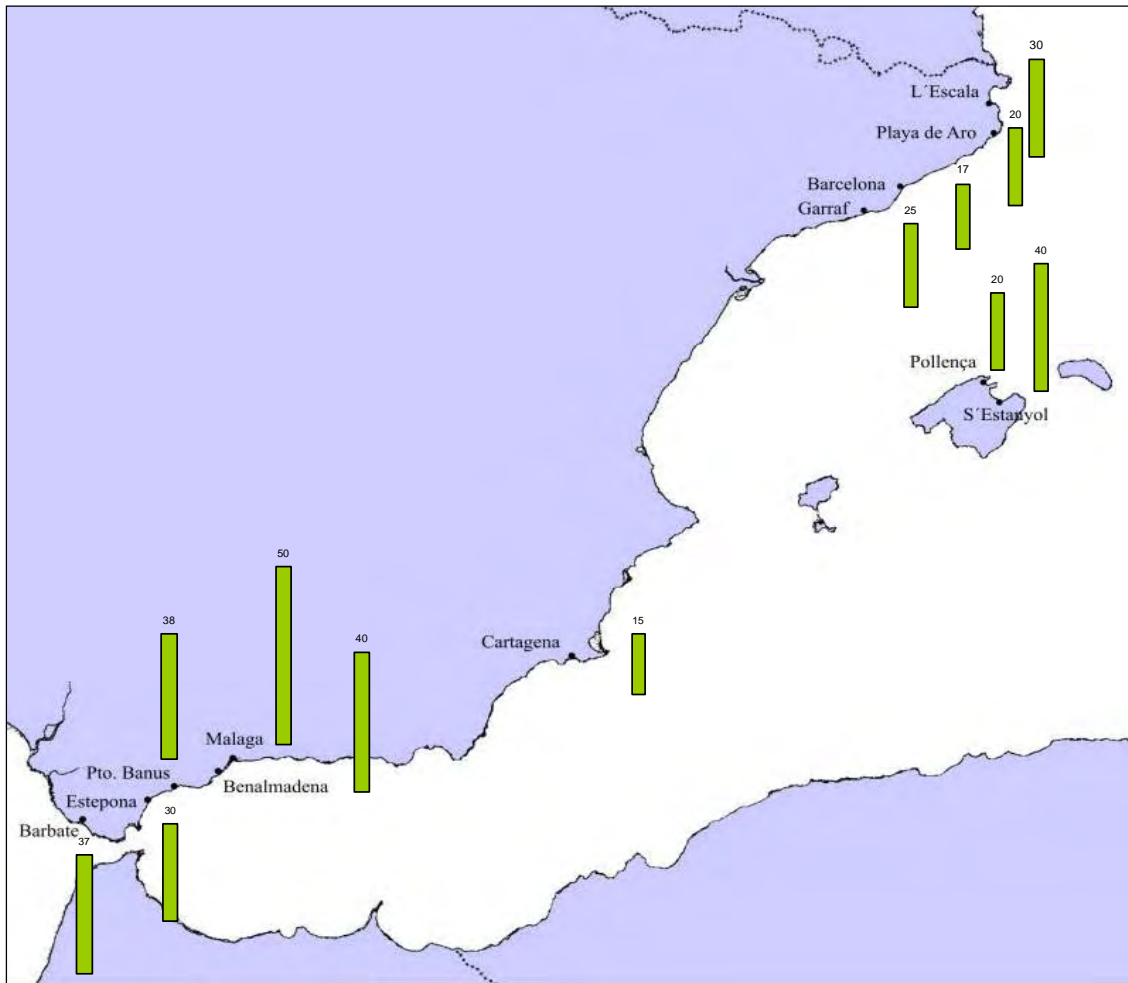 30
L´Escala
20
Playa de Aro
17
Barcelona
Garraf
25
40
20
Pollença
S´Estanyol
50
38
40
15
Cartagena
Malaga
Pto. Banus
Benalmadena
Estepona
30
Barbate
37